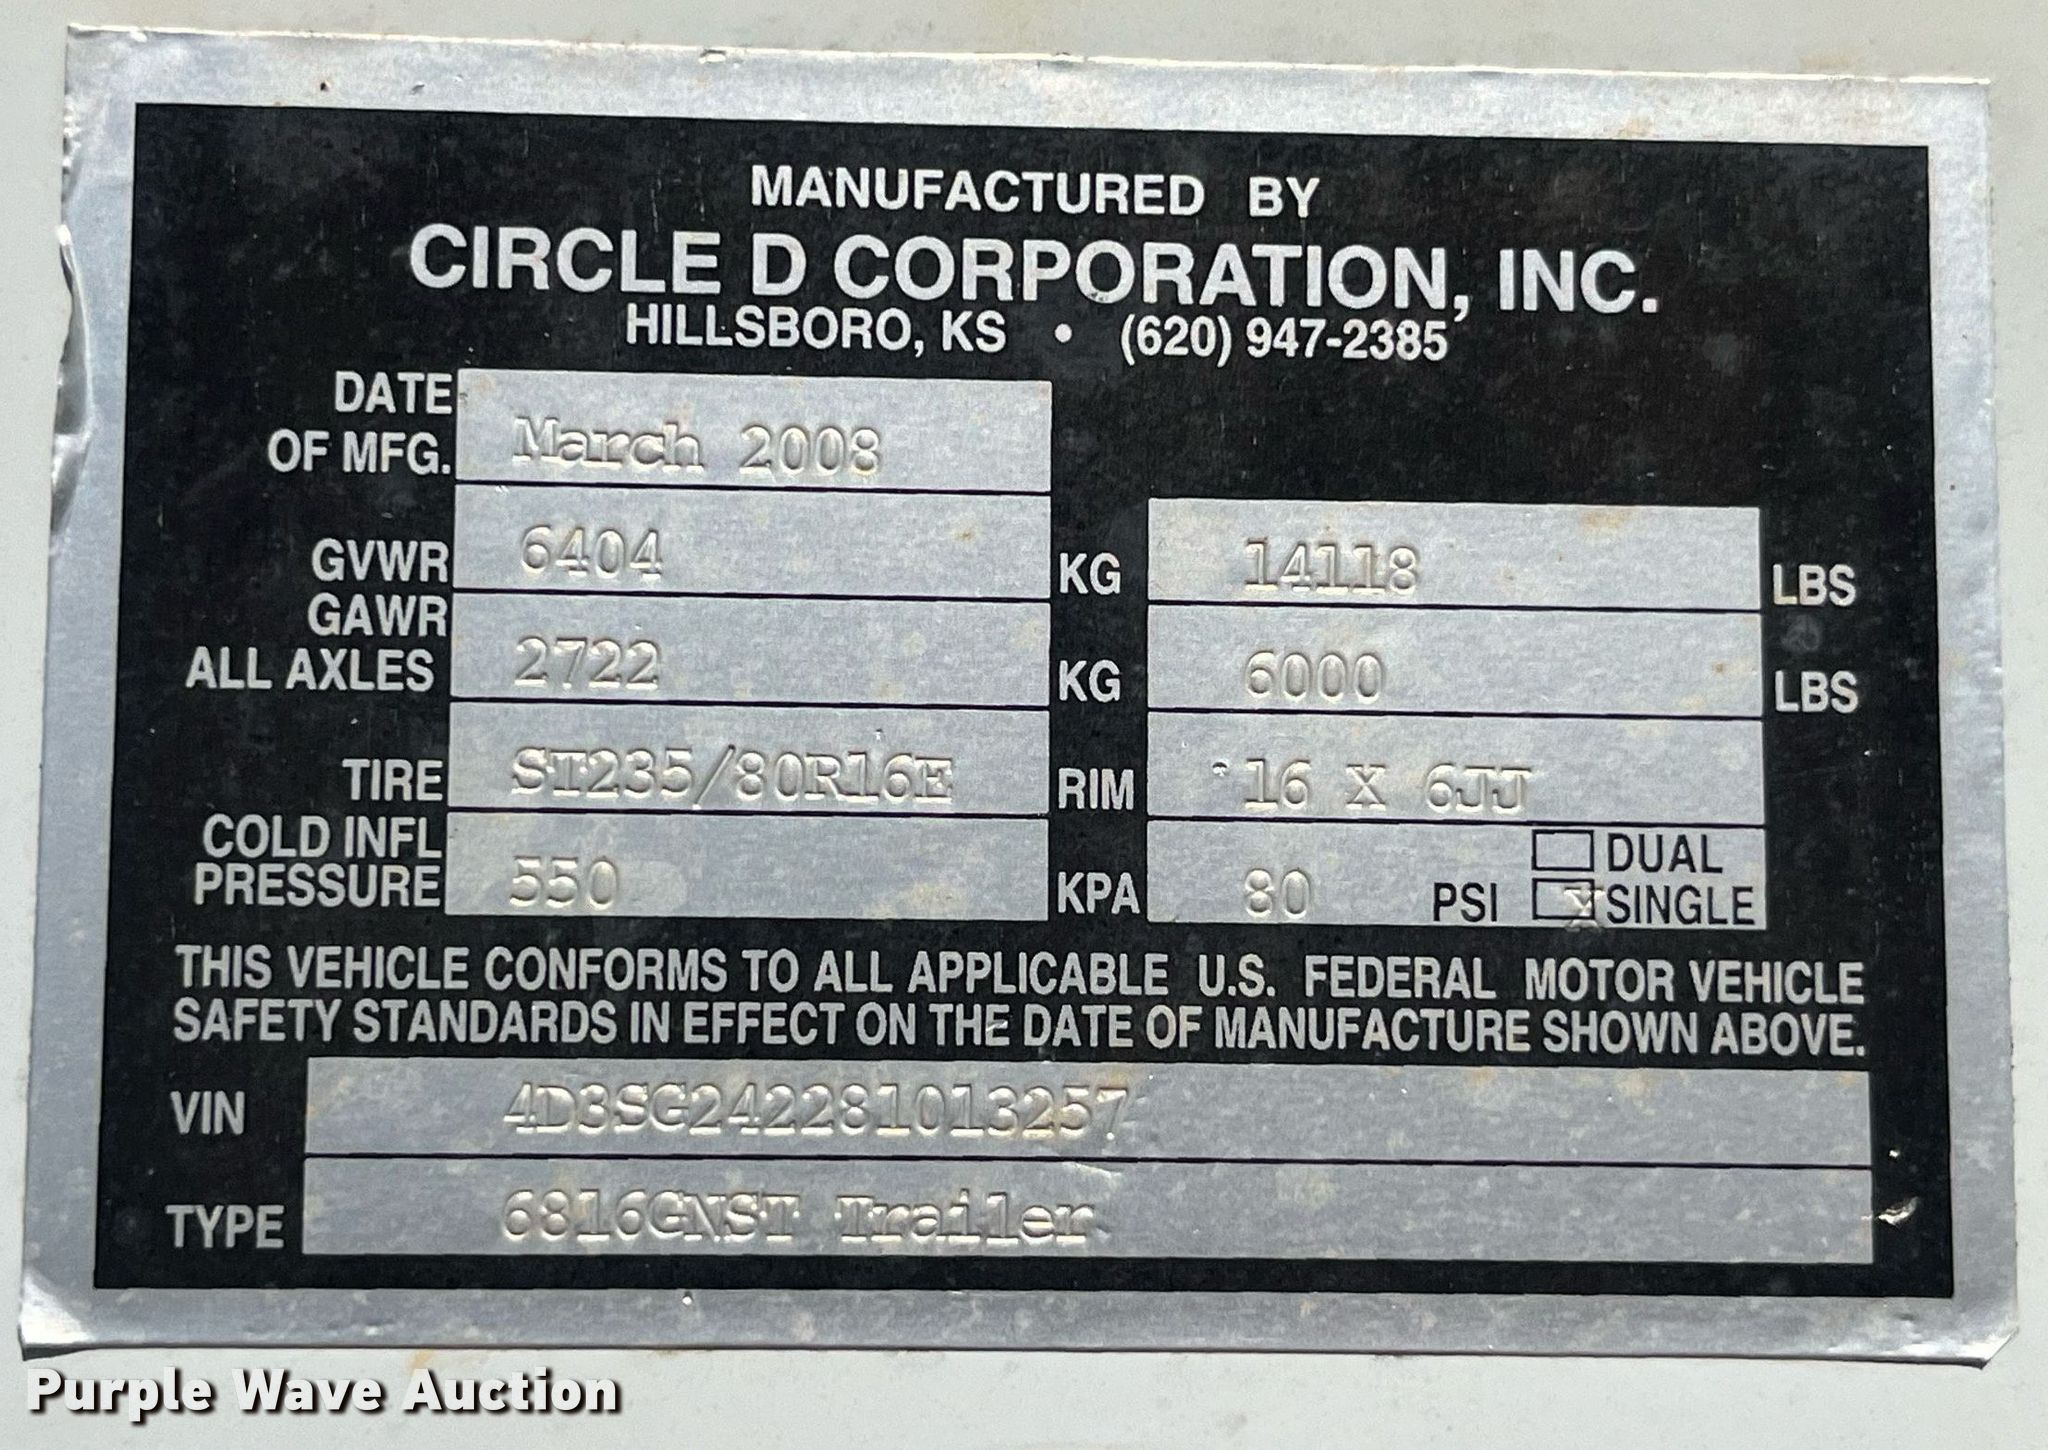 MANUFACTURED BY
CIRCLE D CORPORATION, INC.
HILLSBORO, KS • (620) 947-2385
DATE
OF MFG. March 2008
GVWR 6404 KG 14118 LBS
GAWR
ALL AXLES 2722 KG 6000 LBS
TIRE ST235/80R16E RIM 16 X 6JJ
COLD INFL
PRESSURE 550 KPA 80 PSI
DUAL
X SINGLE
THIS VEHICLE CONFORMS TO ALL APPLICABLE U.S. FEDERAL MOTOR VEHICLE
SAFETY STANDARDS IN EFFECT ON THE DATE OF MANUFACTURE SHOWN ABOVE.
VIN 4D3SG242281013257
TYPE 6816GNST Trailer
Purple Wave Auction